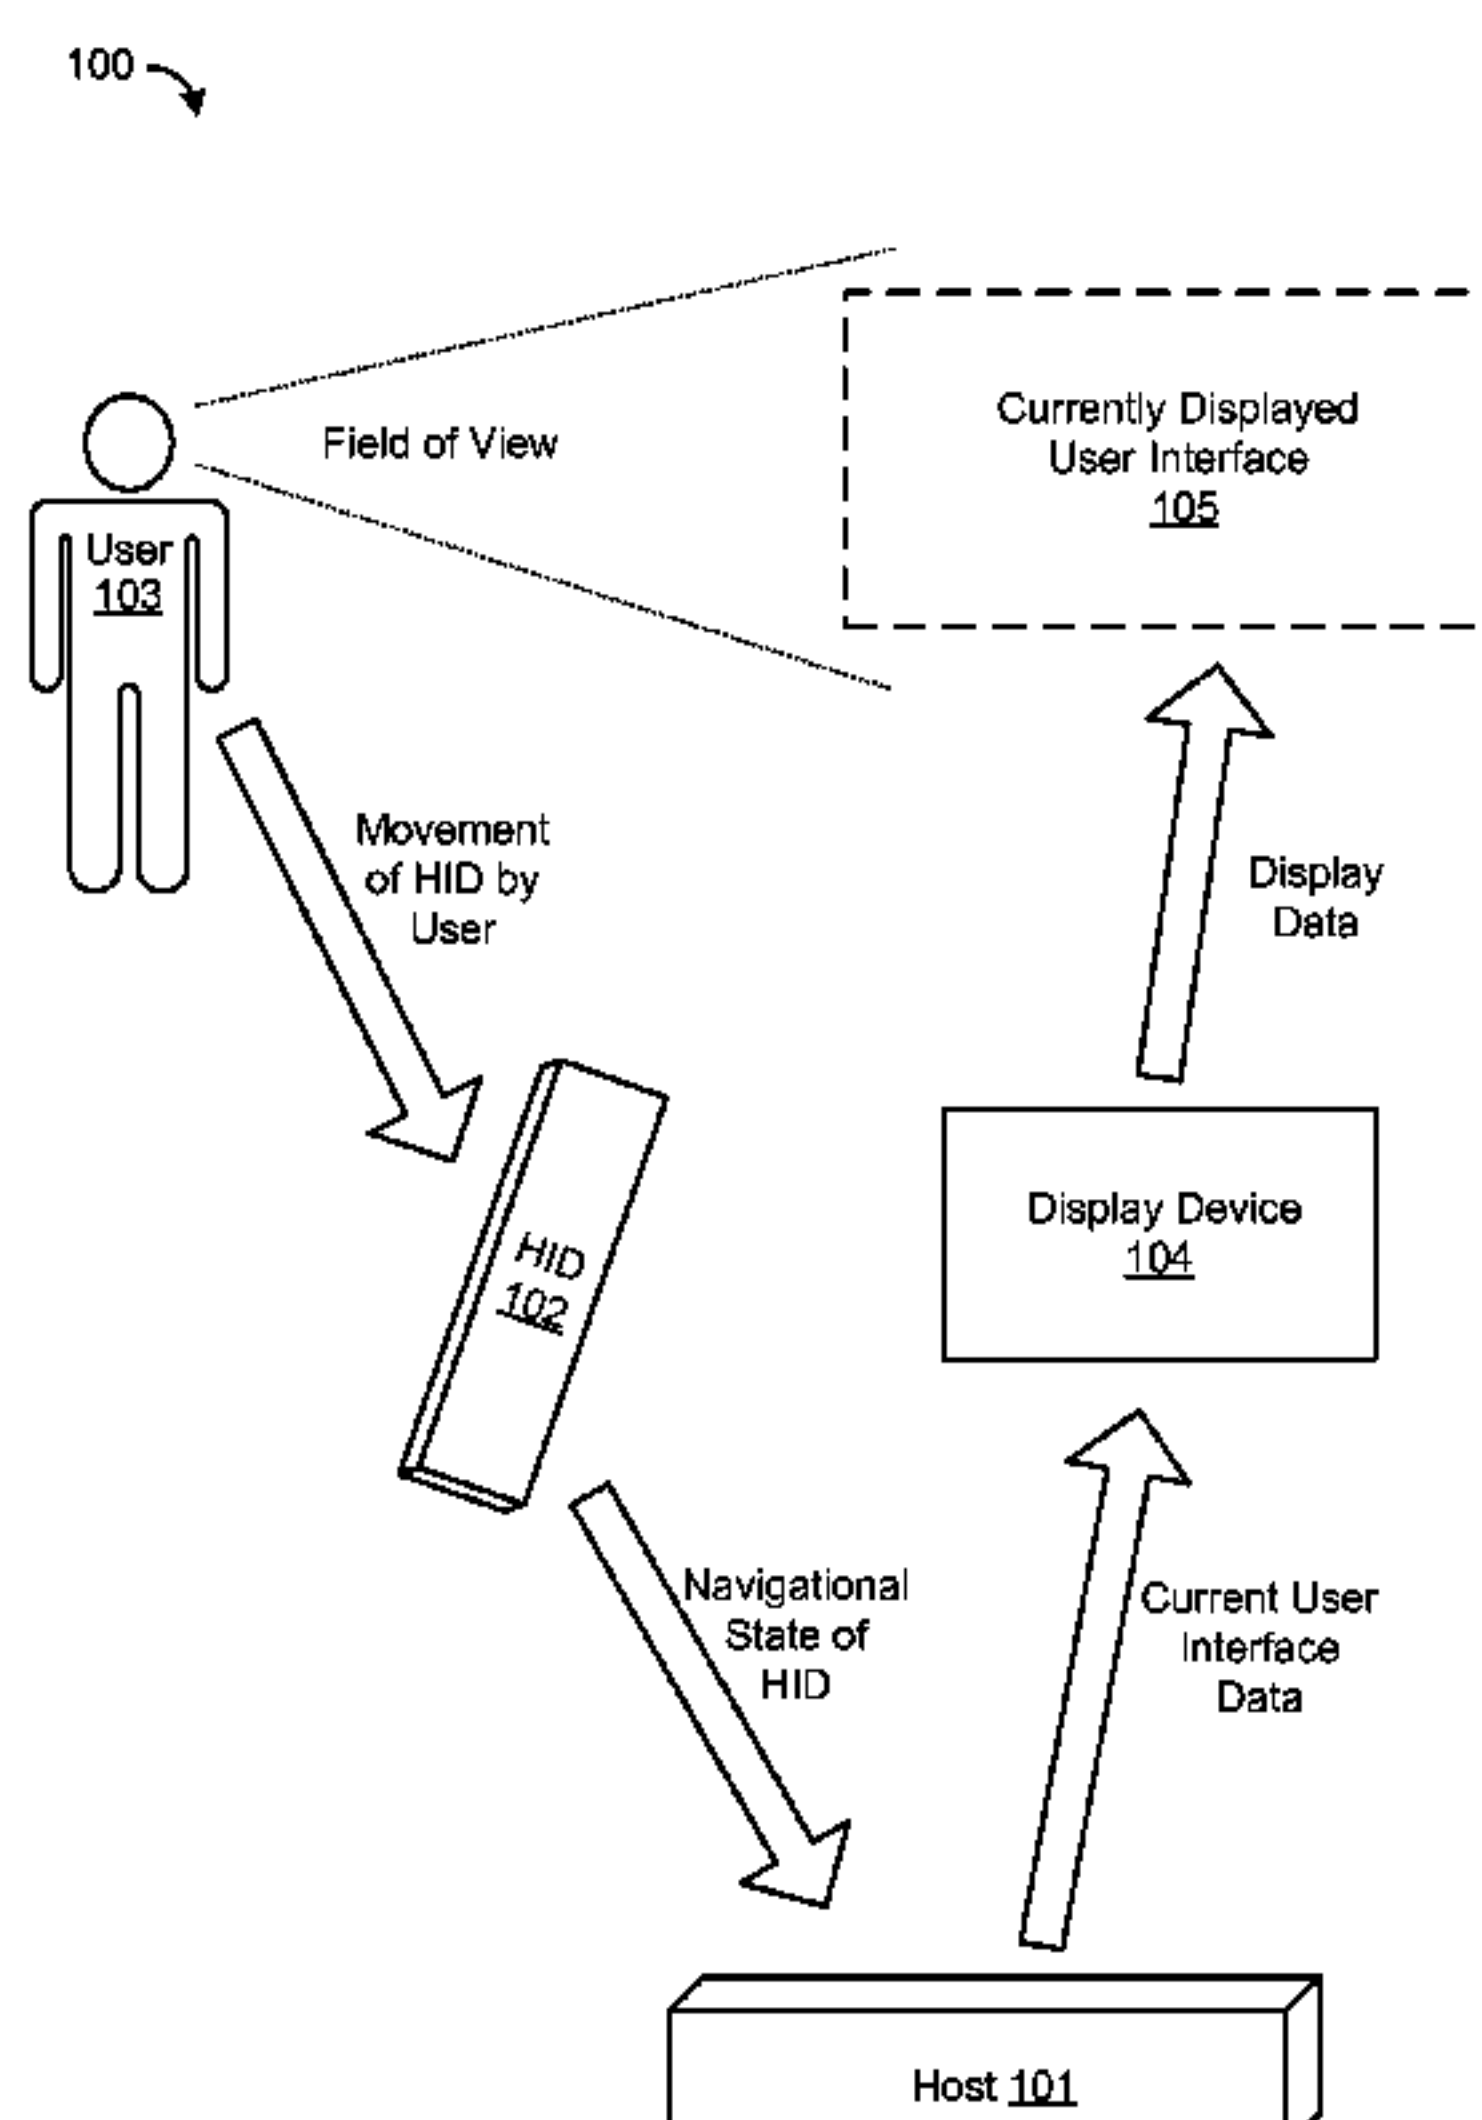 100
Currently Displayed
User Interface
105
Field of View
User
103
Movement
of HID by
User
Display
Data
HID
102
Display Device
104
Navigational
State of
HID
Current User
Interface
Data
Host 101